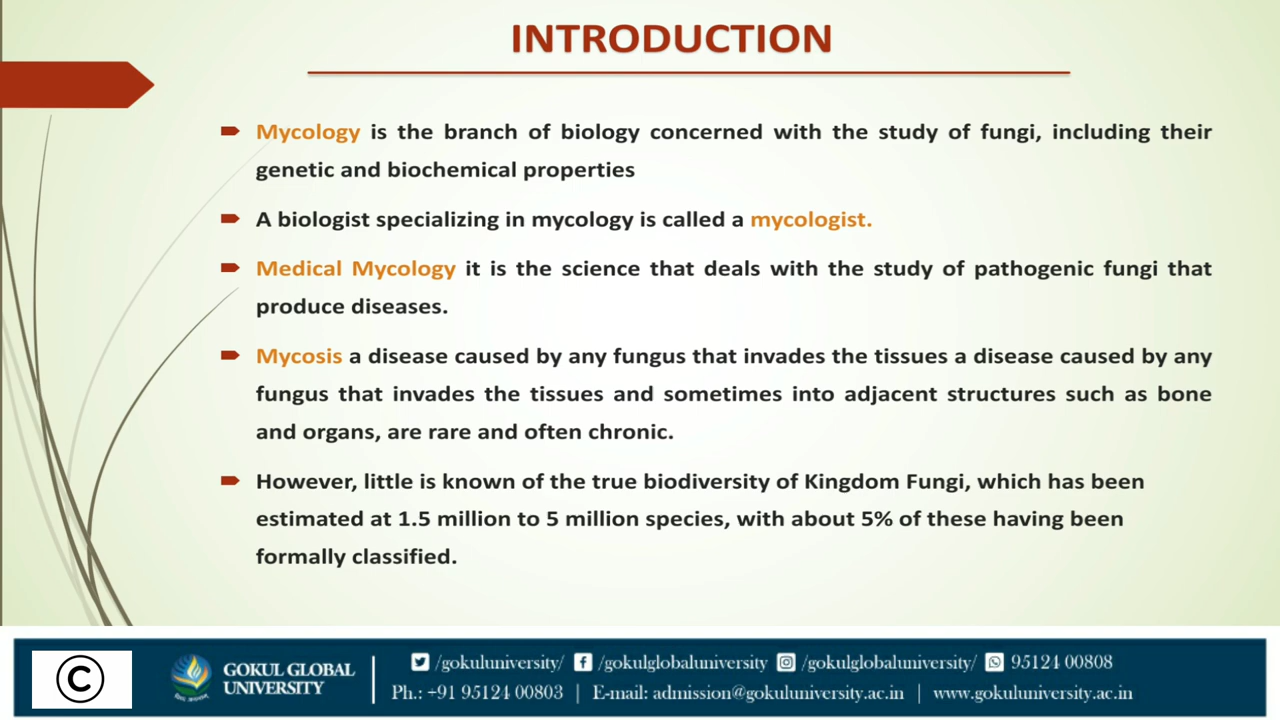 INTRODUCTION
Mycology is the branch of biology concerned with the study of fungi, including their
genetic and biochemical properties
A biologist specializing in mycology is called a mycologist.
Medical Mycology it is the science that deals with the study of pathogenic fungi that
produce diseases.
Mycosis a disease caused by any fungus that invades the tissues a disease caused by any
fungus that invades the tissues and sometimes into adjacent structures such as bone
and organs, are rare and often chronic.
However, little is known of the true biodiversity of Kingdom Fungi, which has been
estimated at 1.5 million to 5 million species, with about 5% of these having been
formally classified.
©
GOKUL GLOBAL
UNIVERSITY
/gokuluniversity/ /gokulglobaluniversity /gokulglobaluniversity/ 95124 00808
Ph.: +91 95124 00803 | E-mail: admission@gokuluniversity.ac.in | www.gokuluniversity.ac.in